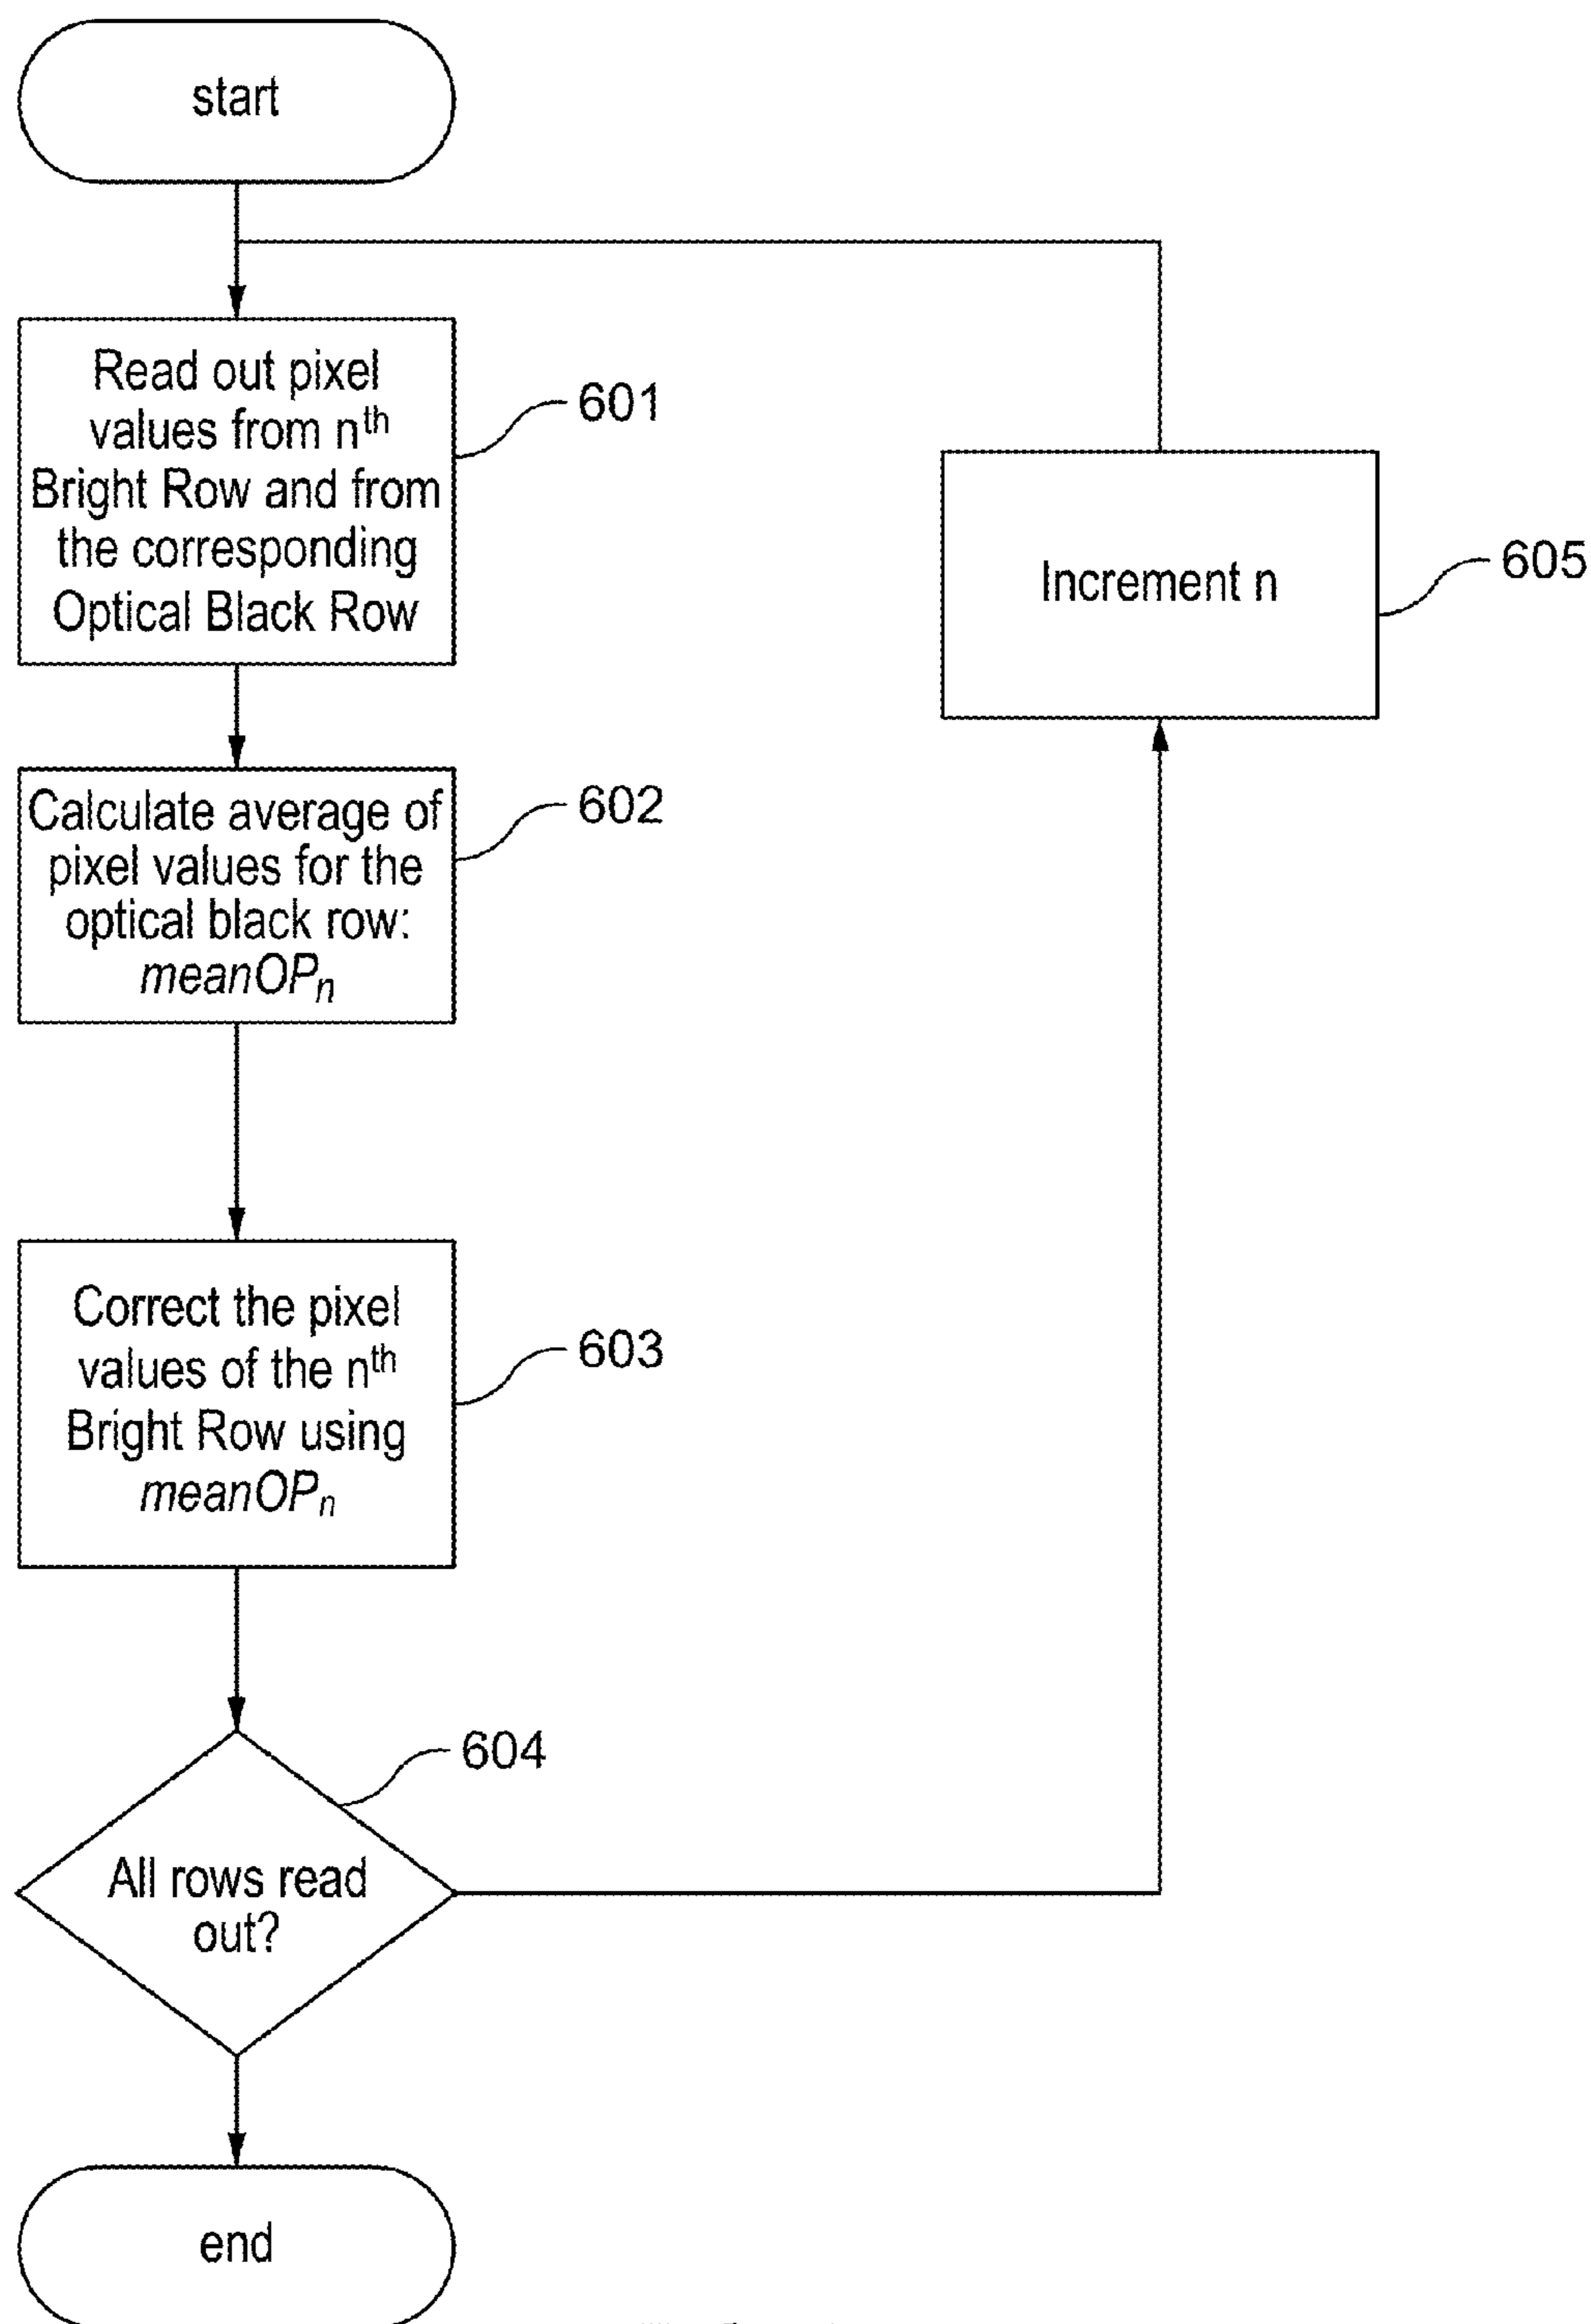 start
Read out pixel
values from nth
Bright Row and from
the corresponding
Optical Black Row
601
Calculate average of
pixel values for the
optical black row:
meanOPn
602
Correct the pixel
values of the nth
Bright Row using
meanOPn
603
All rows read
out?
604
Increment n
605
end